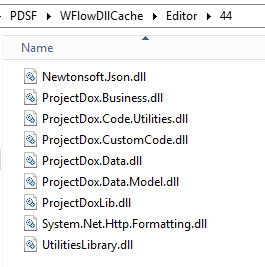 PDSF ▸ WFlowDllCache ▸ Editor ▸ 44
Name
Newtonsoft.Json.dll
ProjectDox.Business.dll
ProjectDox.Code.Utilities.dll
ProjectDox.CustomCode.dll
ProjectDox.Data.dll
ProjectDox.Data.Model.dll
ProjectDoxLib.dll
System.Net.Http.Formatting.dll
UtilitiesLibrary.dll